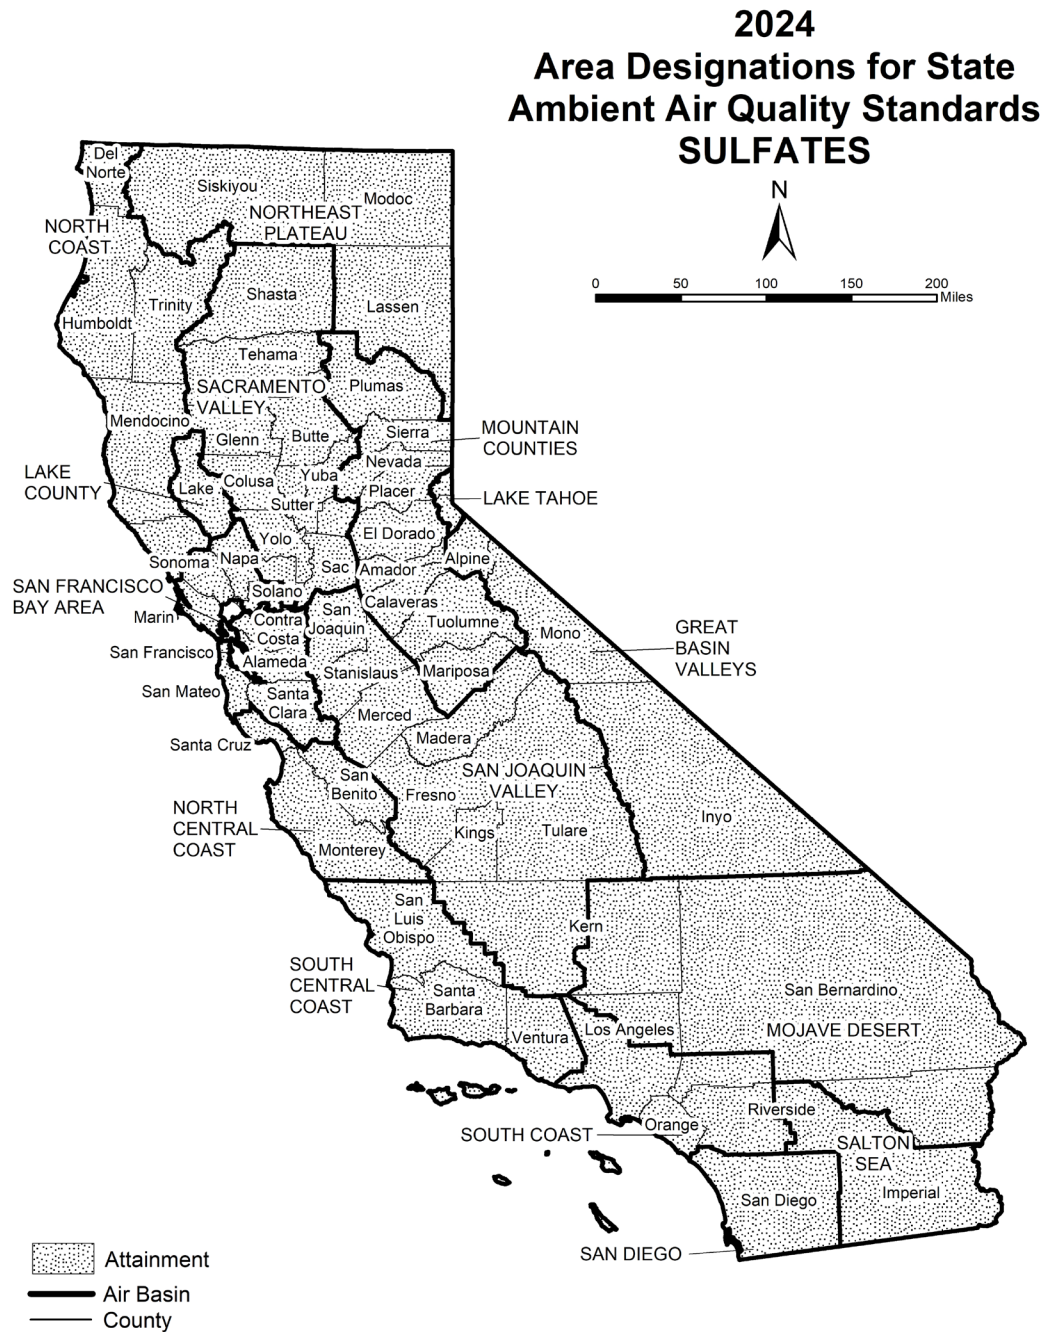 2024
Area Designations for State
Ambient Air Quality Standards
SULFATES
N
0 50 100 150 200
Miles
Del
Norte
Siskiyou
Modoc
NORTHEAST
PLATEAU
NORTH
COAST
Shasta
Lassen
Trinity
Humboldt
Tehama
Plumas
SACRAMENTO
VALLEY
Mendocino
Glenn
Butte
Sierra
MOUNTAIN
COUNTIES
Nevada
LAKE
COUNTY
Lake
Colusa
Yuba
Placer
LAKE TAHOE
Sutter
El Dorado
Yolo
Sonoma
Napa
Sac
Amador
Alpine
SAN FRANCISCO
BAY AREA
Solano
Marin
Contra
Costa
San
Joaquin
Calaveras
Tuolumne
Mono
GREAT
BASIN
VALLEYS
San Francisco
Alameda
Stanislaus
Mariposa
San Mateo
Santa
Clara
Merced
Santa Cruz
Madera
San
Benito
Fresno
SAN JOAQUIN
VALLEY
NORTH
CENTRAL
COAST
Monterey
Kings
Tulare
Inyo
San
Luis
Obispo
Kern
SOUTH
CENTRAL
COAST
Santa
Barbara
San Bernardino
MOJAVE DESERT
Ventura
Los Angeles
Orange
Riverside
SOUTH COAST
SALTON
SEA
San Diego
Imperial
SAN DIEGO
Attainment
Air Basin
County